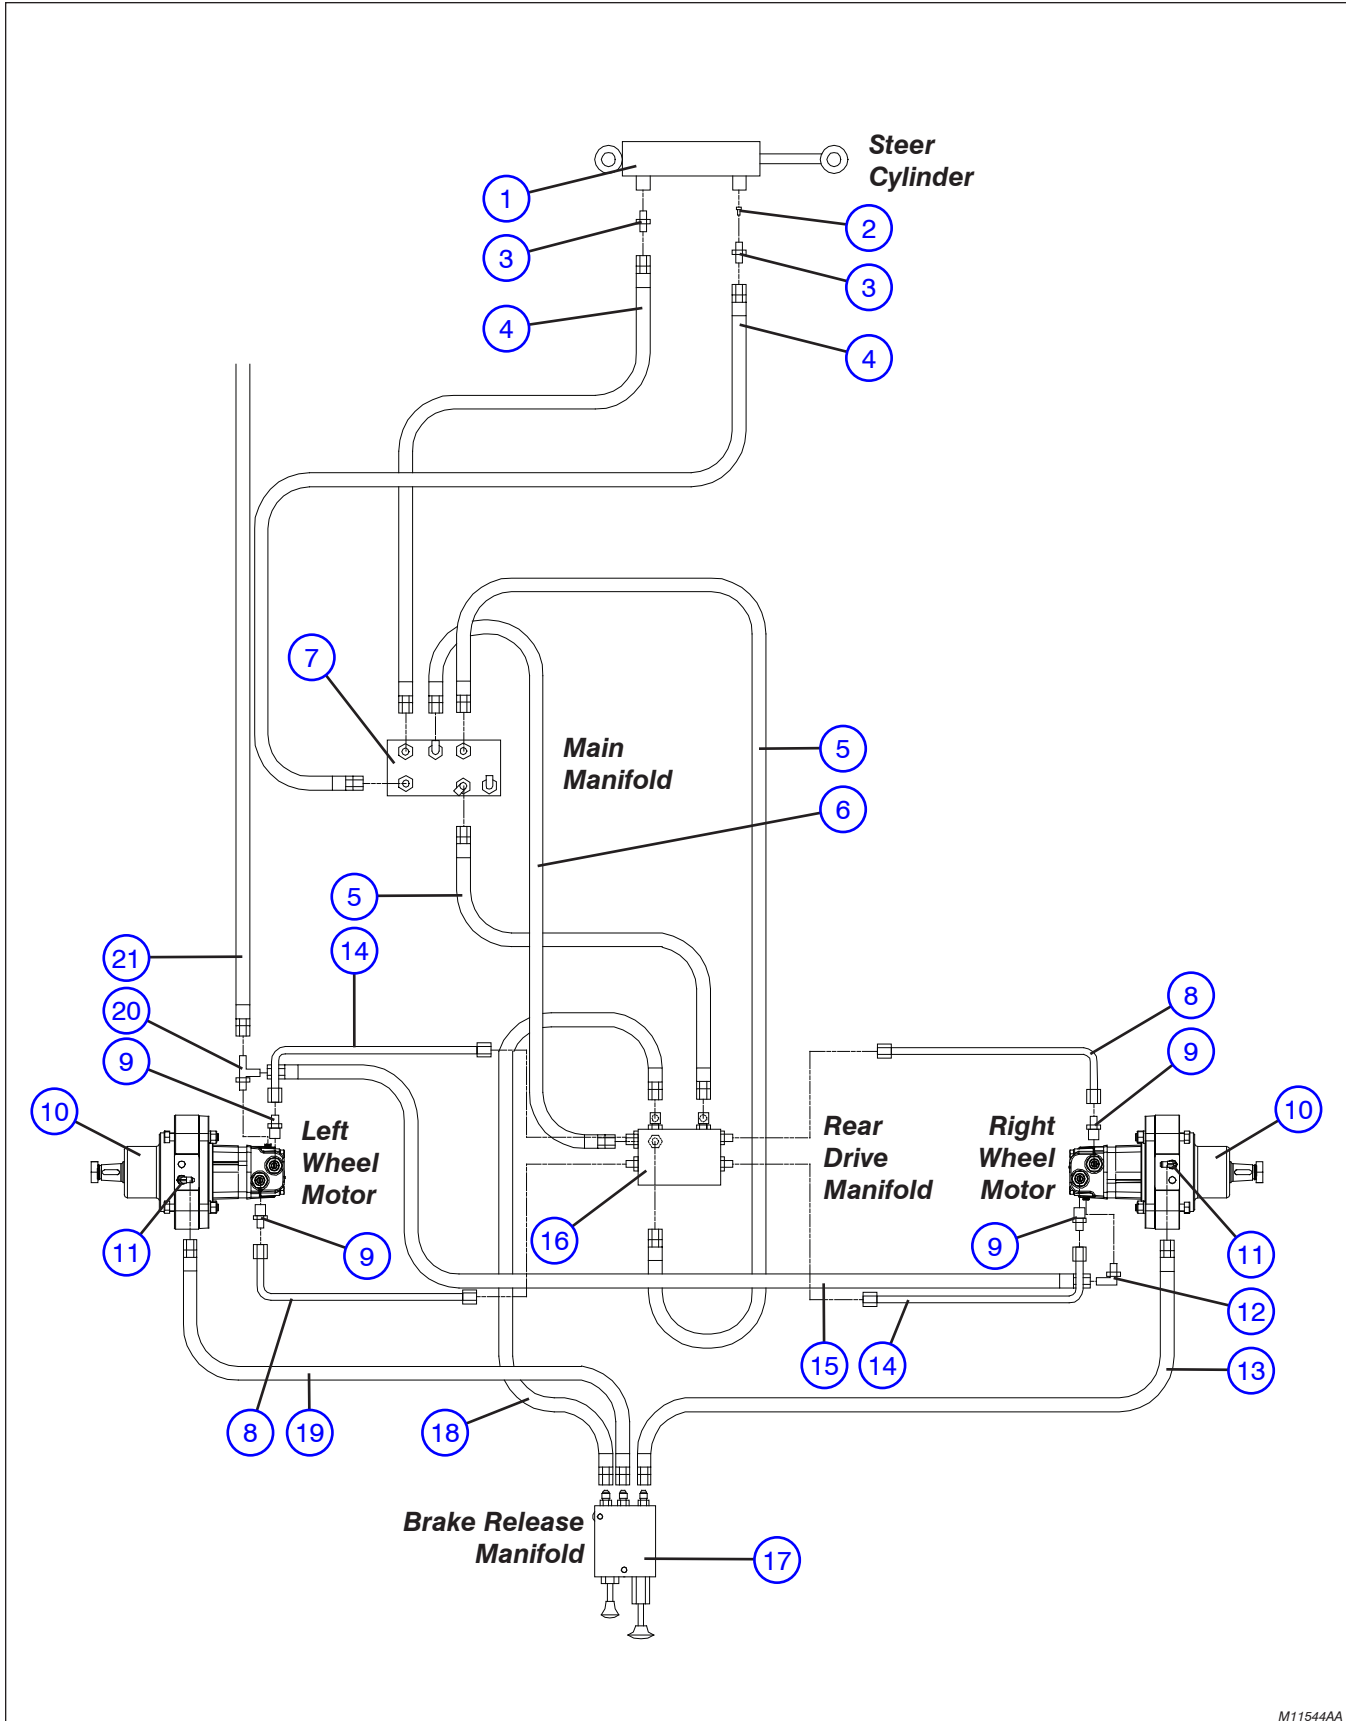 Steer
Cylinder
1
2
3
3
4
4
7
Main
Manifold
5
6
5
14
21
20
8
9
9
10
Left
Wheel
Motor
Rear
Drive
Manifold
Right
Wheel
Motor
10
11
9
16
9
11
12
15
14
13
8
19
18
Brake Release
Manifold
17
M11544AA